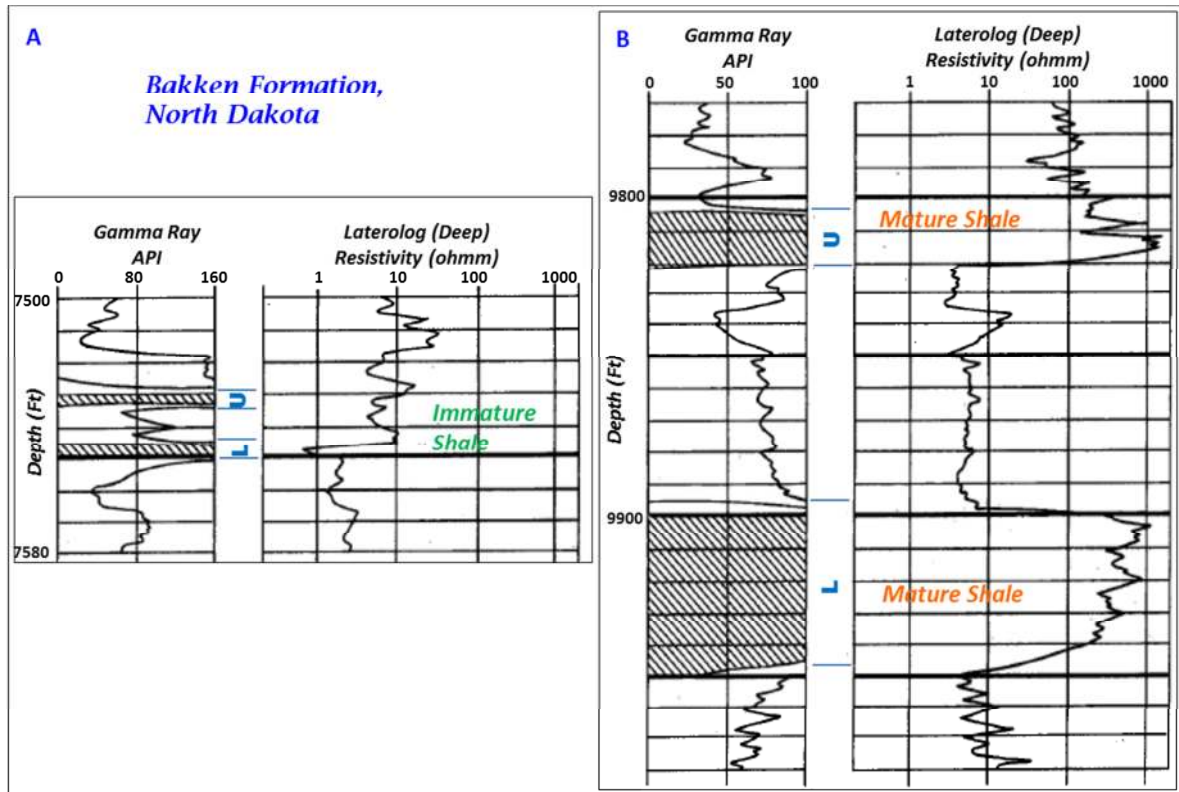 A
Bakken Formation,
North Dakota
Gamma Ray
API
0 80 160
Laterolog (Deep)
Resistivity (ohmm)
1 10 100 1000
7500
U
L
Immature
Shale
Depth (Ft)
7580
B
Gamma Ray
API
0 50 100
Laterolog (Deep)
Resistivity (ohmm)
1 10 100 1000
9800
U
Mature Shale
Depth (Ft)
9900
L
Mature Shale